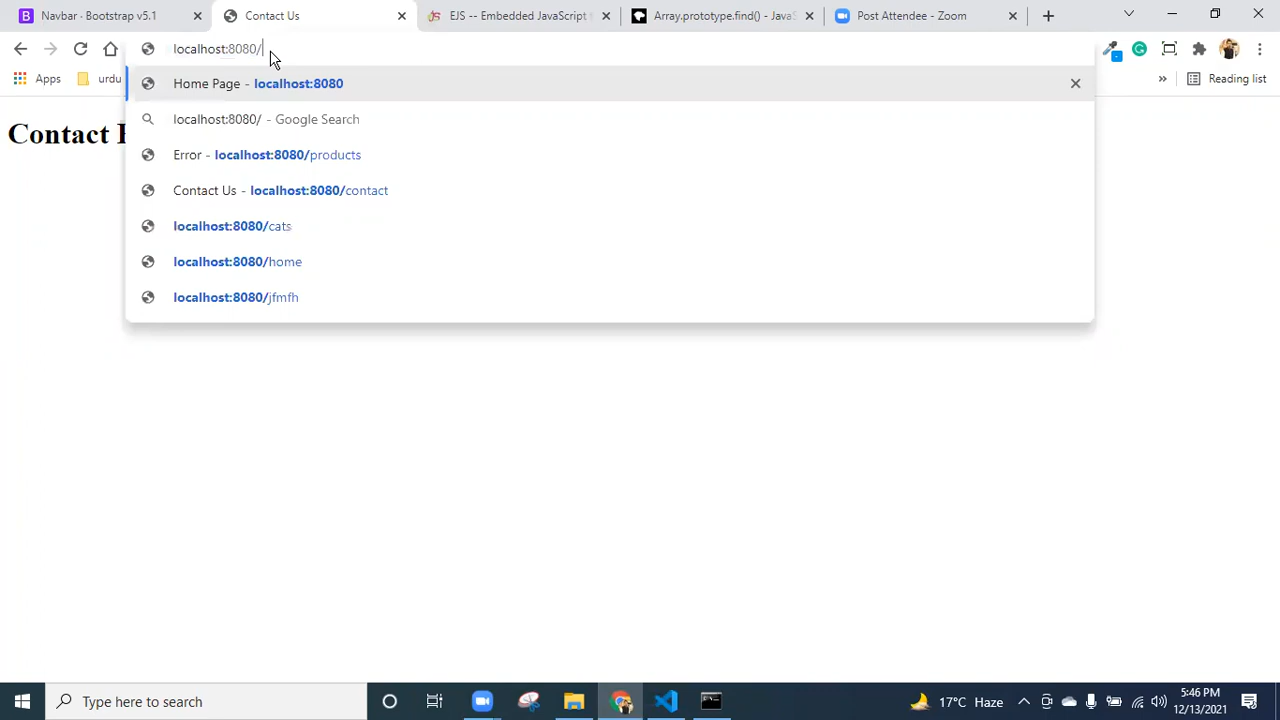 Navbar · Bootstrap v5.1
Contact Us
EJS -- Embedded JavaScript
Array.prototype.find() - JavaS
Post Attendee - Zoom
localhost:8080/
Apps
urdu
Reading list
Home Page - localhost:8080
localhost:8080/ - Google Search
Error - localhost:8080/products
Contact Us - localhost:8080/contact
localhost:8080/cats
localhost:8080/home
localhost:8080/jfmfh
Contact
Type here to search
17°C Haze
5:46 PM
12/13/2021